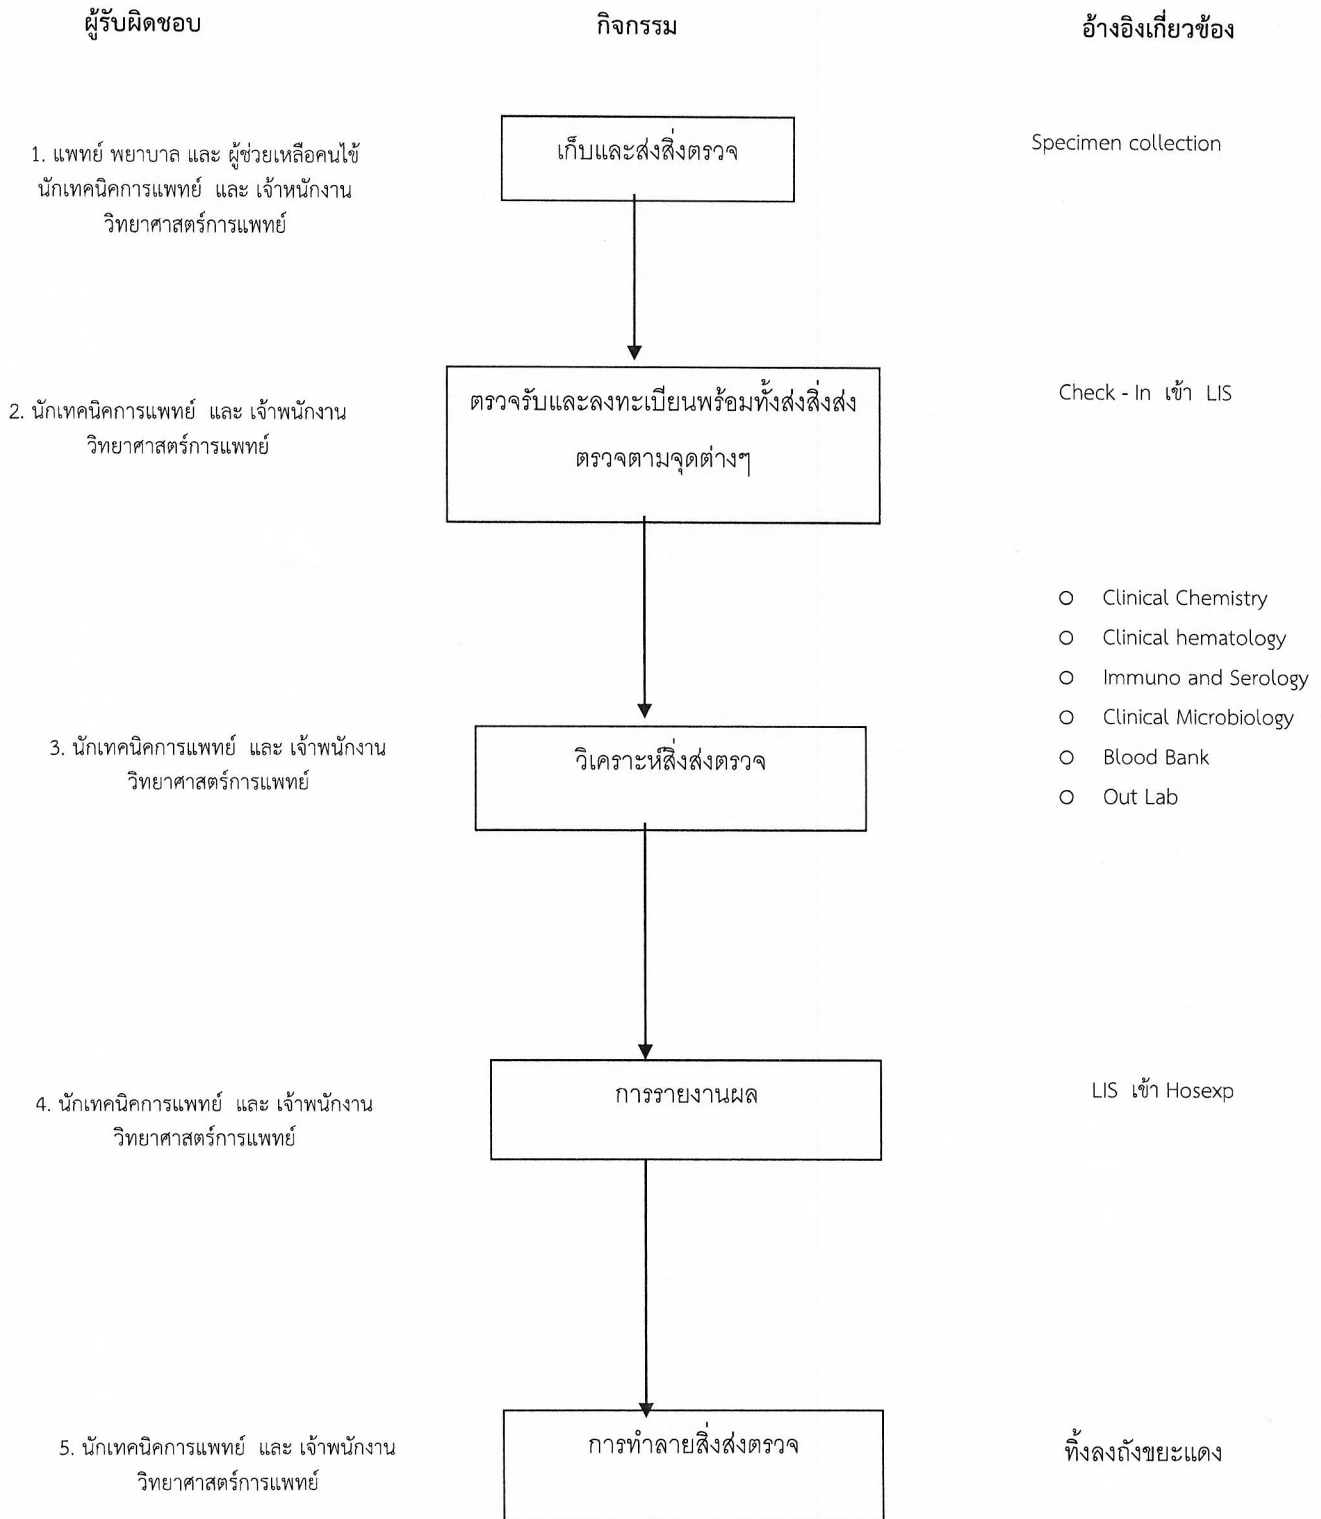 ผู้รับผิดชอบ
กิจกรรม
อ้างอิงเกี่ยวข้อง
1. แพทย์ พยาบาล และ ผู้ช่วยเหลือคนไข้
นักเทคนิคการแพทย์ และ เจ้าหนักงาน
วิทยาศาสตร์การแพทย์
เก็บและส่งสิ่งตรวจ
Specimen collection
2. นักเทคนิคการแพทย์ และ เจ้าพนักงาน
วิทยาศาสตร์การแพทย์
ตรวจรับและลงทะเบียนพร้อมทั้งส่งสิ่งส่ง
ตรวจตามจุดต่างๆ
Check - In เข้า LIS
3. นักเทคนิคการแพทย์ และ เจ้าพนักงาน
วิทยาศาสตร์การแพทย์
วิเคราะห์สิ่งส่งตรวจ
Clinical Chemistry
Clinical hematology
Immuno and Serology
Clinical Microbiology
Blood Bank
Out Lab
4. นักเทคนิคการแพทย์ และ เจ้าพนักงาน
วิทยาศาสตร์การแพทย์
การรายงานผล
LIS เข้า Hosexp
5. นักเทคนิคการแพทย์ และ เจ้าพนักงาน
วิทยาศาสตร์การแพทย์
การทำลายสิ่งส่งตรวจ
ทิ้งลงถังขยะแดง